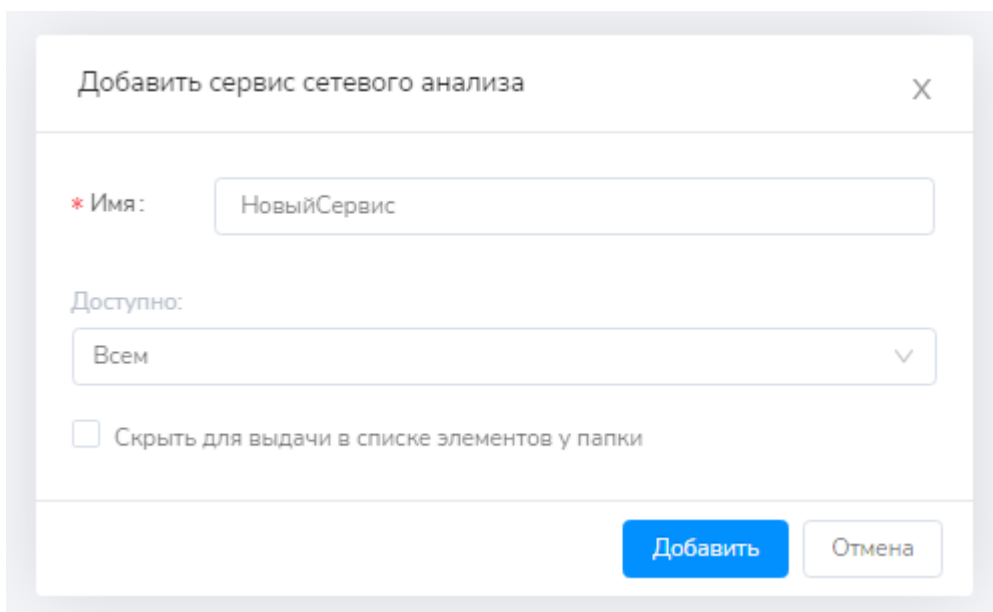 Добавить сервис сетевого анализа
X
* Имя:
НовыйСервис
Доступно:
Всем
Скрыть для выдачи в списке элементов у папки
Добавить
Отмена